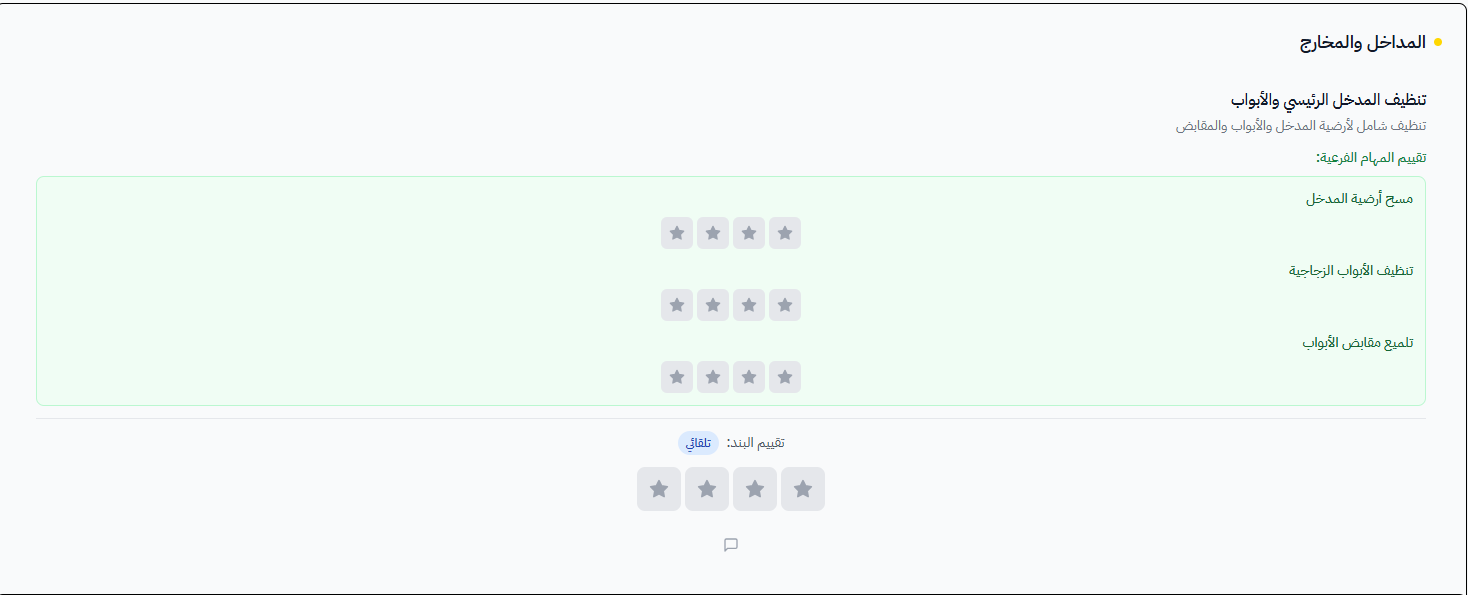 المداخل والمخارج
تنظيف المدخل الرئيسي والأبواب
تنظيف شامل لأرضية المدخل والأبواب والمقابض
تقييم المهام الفرعية:
مسح أرضية المدخل
تنظيف الأبواب الزجاجية
تلميع مقابض الأبواب
تقييم البند: تلقائي